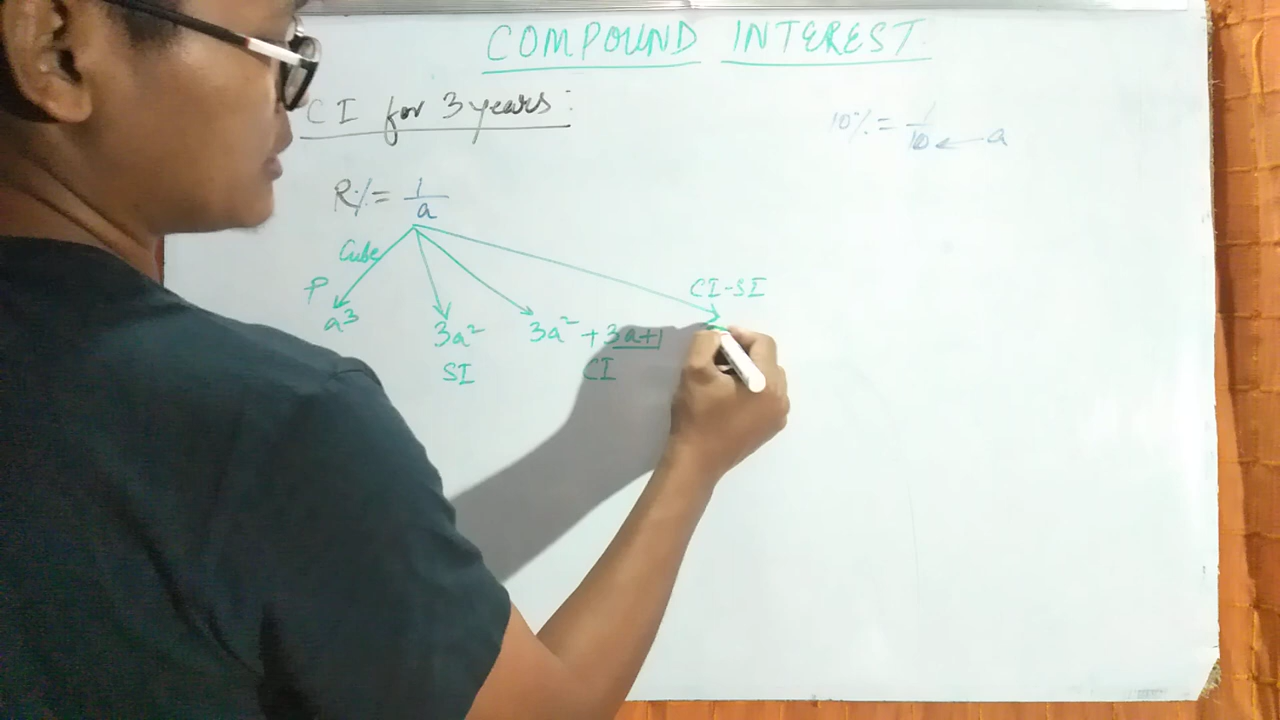 COMPOUND INTEREST
CI for 3 years:
10% = 1/10 ← a
R% = 1/a
Cube
P
CI-SI
a³
3a²
3a² + 3a+1
SI
CI